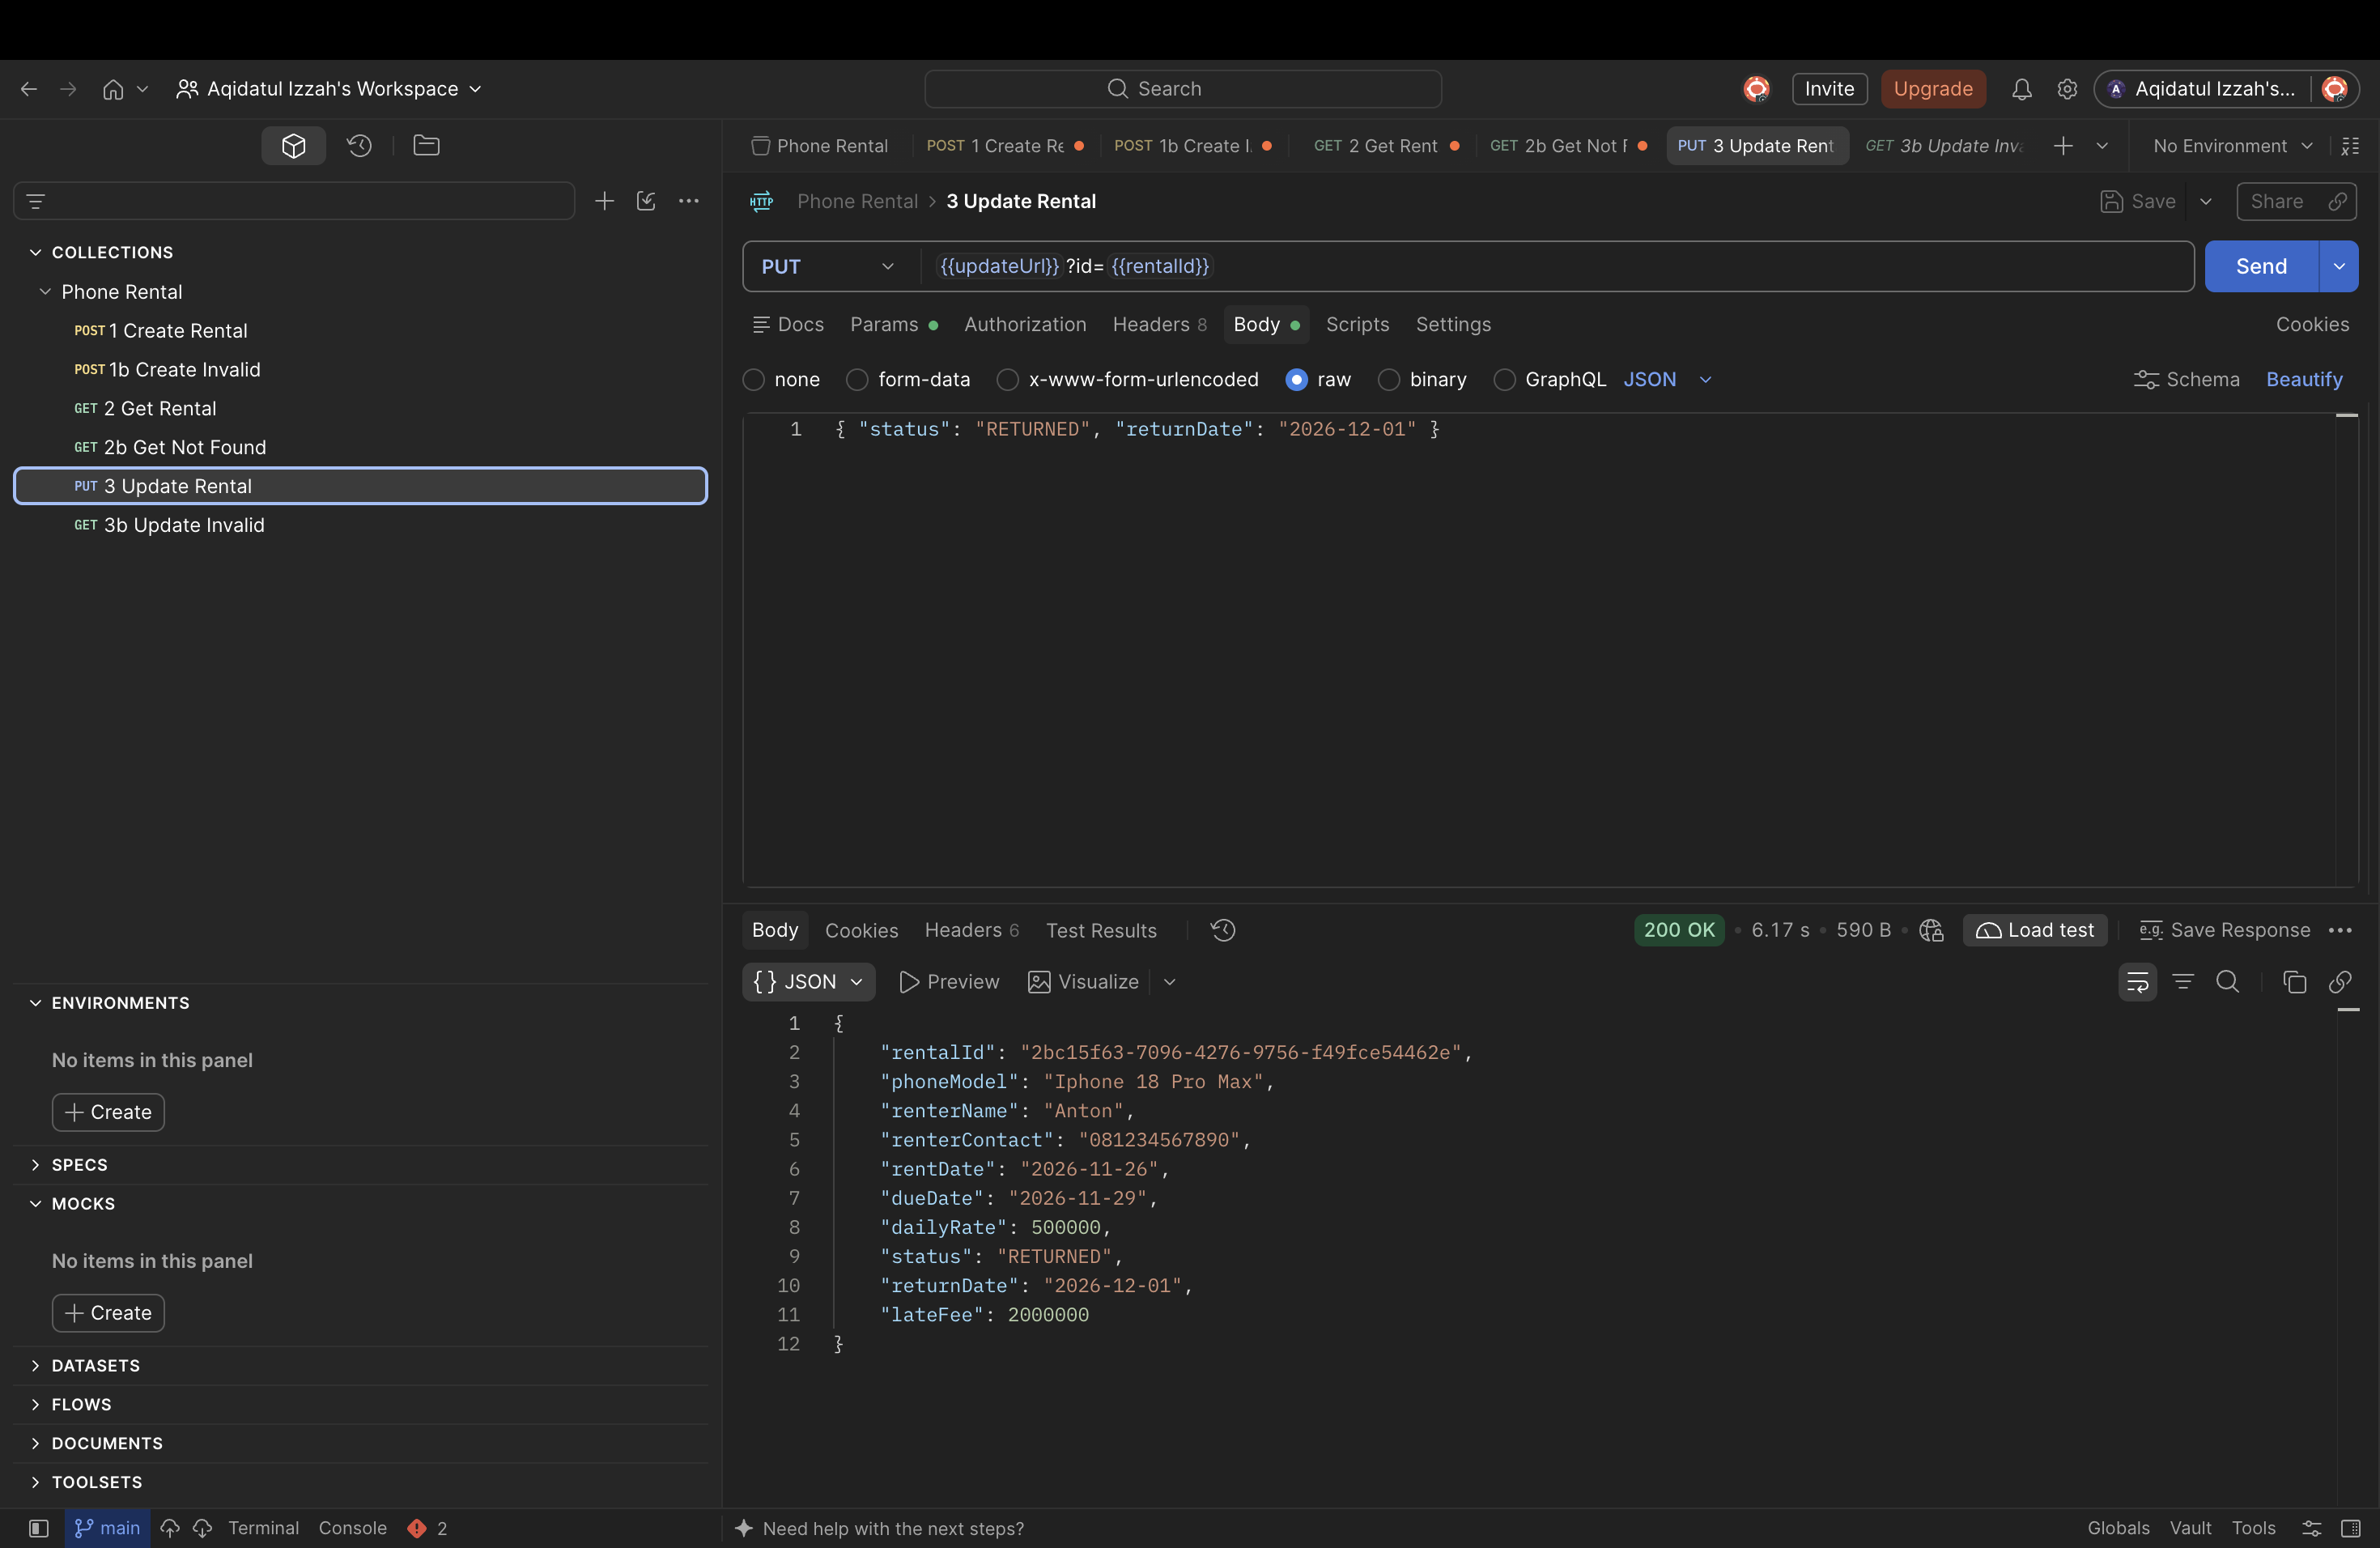 Aqidatul Izzah's Workspace
Search
Invite
Upgrade
A
Aqidatul Izzah's...
Phone Rental
POST 1 Create Re
POST 1b Create I.
GET 2 Get Rent
GET 2b Get Not F
PUT 3 Update Rent
GET 3b Update Inva
No Environment
COLLECTIONS
Phone Rental
POST 1 Create Rental
POST 1b Create Invalid
GET 2 Get Rental
GET 2b Get Not Found
PUT 3 Update Rental
GET 3b Update Invalid
ENVIRONMENTS
No items in this panel
Create
SPECS
MOCKS
No items in this panel
Create
DATASETS
FLOWS
DOCUMENTS
TOOLSETS
HTTP Phone Rental > 3 Update Rental
Save
Share
PUT
{{updateUrl}}?id={{rentalId}}
Send
Docs Params Authorization Headers 8 Body Scripts Settings
Cookies
none form-data x-www-form-urlencoded raw binary GraphQL JSON
Schema Beautify
1 { "status": "RETURNED", "returnDate": "2026-12-01" }
Body Cookies Headers 6 Test Results
200 OK • 6.17 s • 590 B •
Load test
e.g. Save Response
{} JSON Preview Visualize
1 {
2 "rentalId": "2bc15f63-7096-4276-9756-f49fce54462e",
3 "phoneModel": "Iphone 18 Pro Max",
4 "renterName": "Anton",
5 "renterContact": "081234567890",
6 "rentDate": "2026-11-26",
7 "dueDate": "2026-11-29",
8 "dailyRate": 500000,
9 "status": "RETURNED",
10 "returnDate": "2026-12-01",
11 "lateFee": 2000000
12 }
main
Terminal Console 2
Need help with the next steps?
Globals Vault Tools